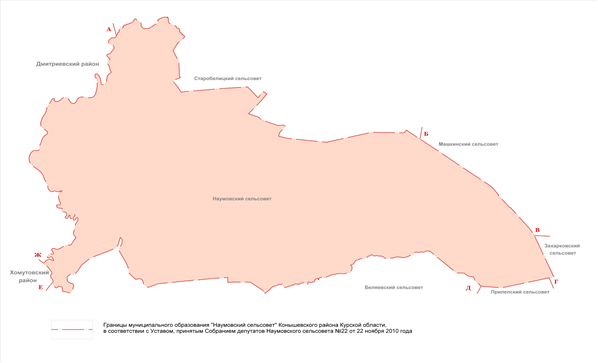 А
Дмитриевский район
Старобелицкий сельсовет
Б
Машкинский сельсовет
Наумовский сельсовет
В
Захарковский
сельсовет
Ж
Хомутовский
район
Е
Беляевский сельсовет
Д
Прилепский сельсовет
Г
Границы муниципального образования "Наумовский сельсовет" Конышевского района Курской области,
в соответствии с Уставом, принятым Собранием депутатов Наумовского сельсовета №22 от 22 ноября 2010 года